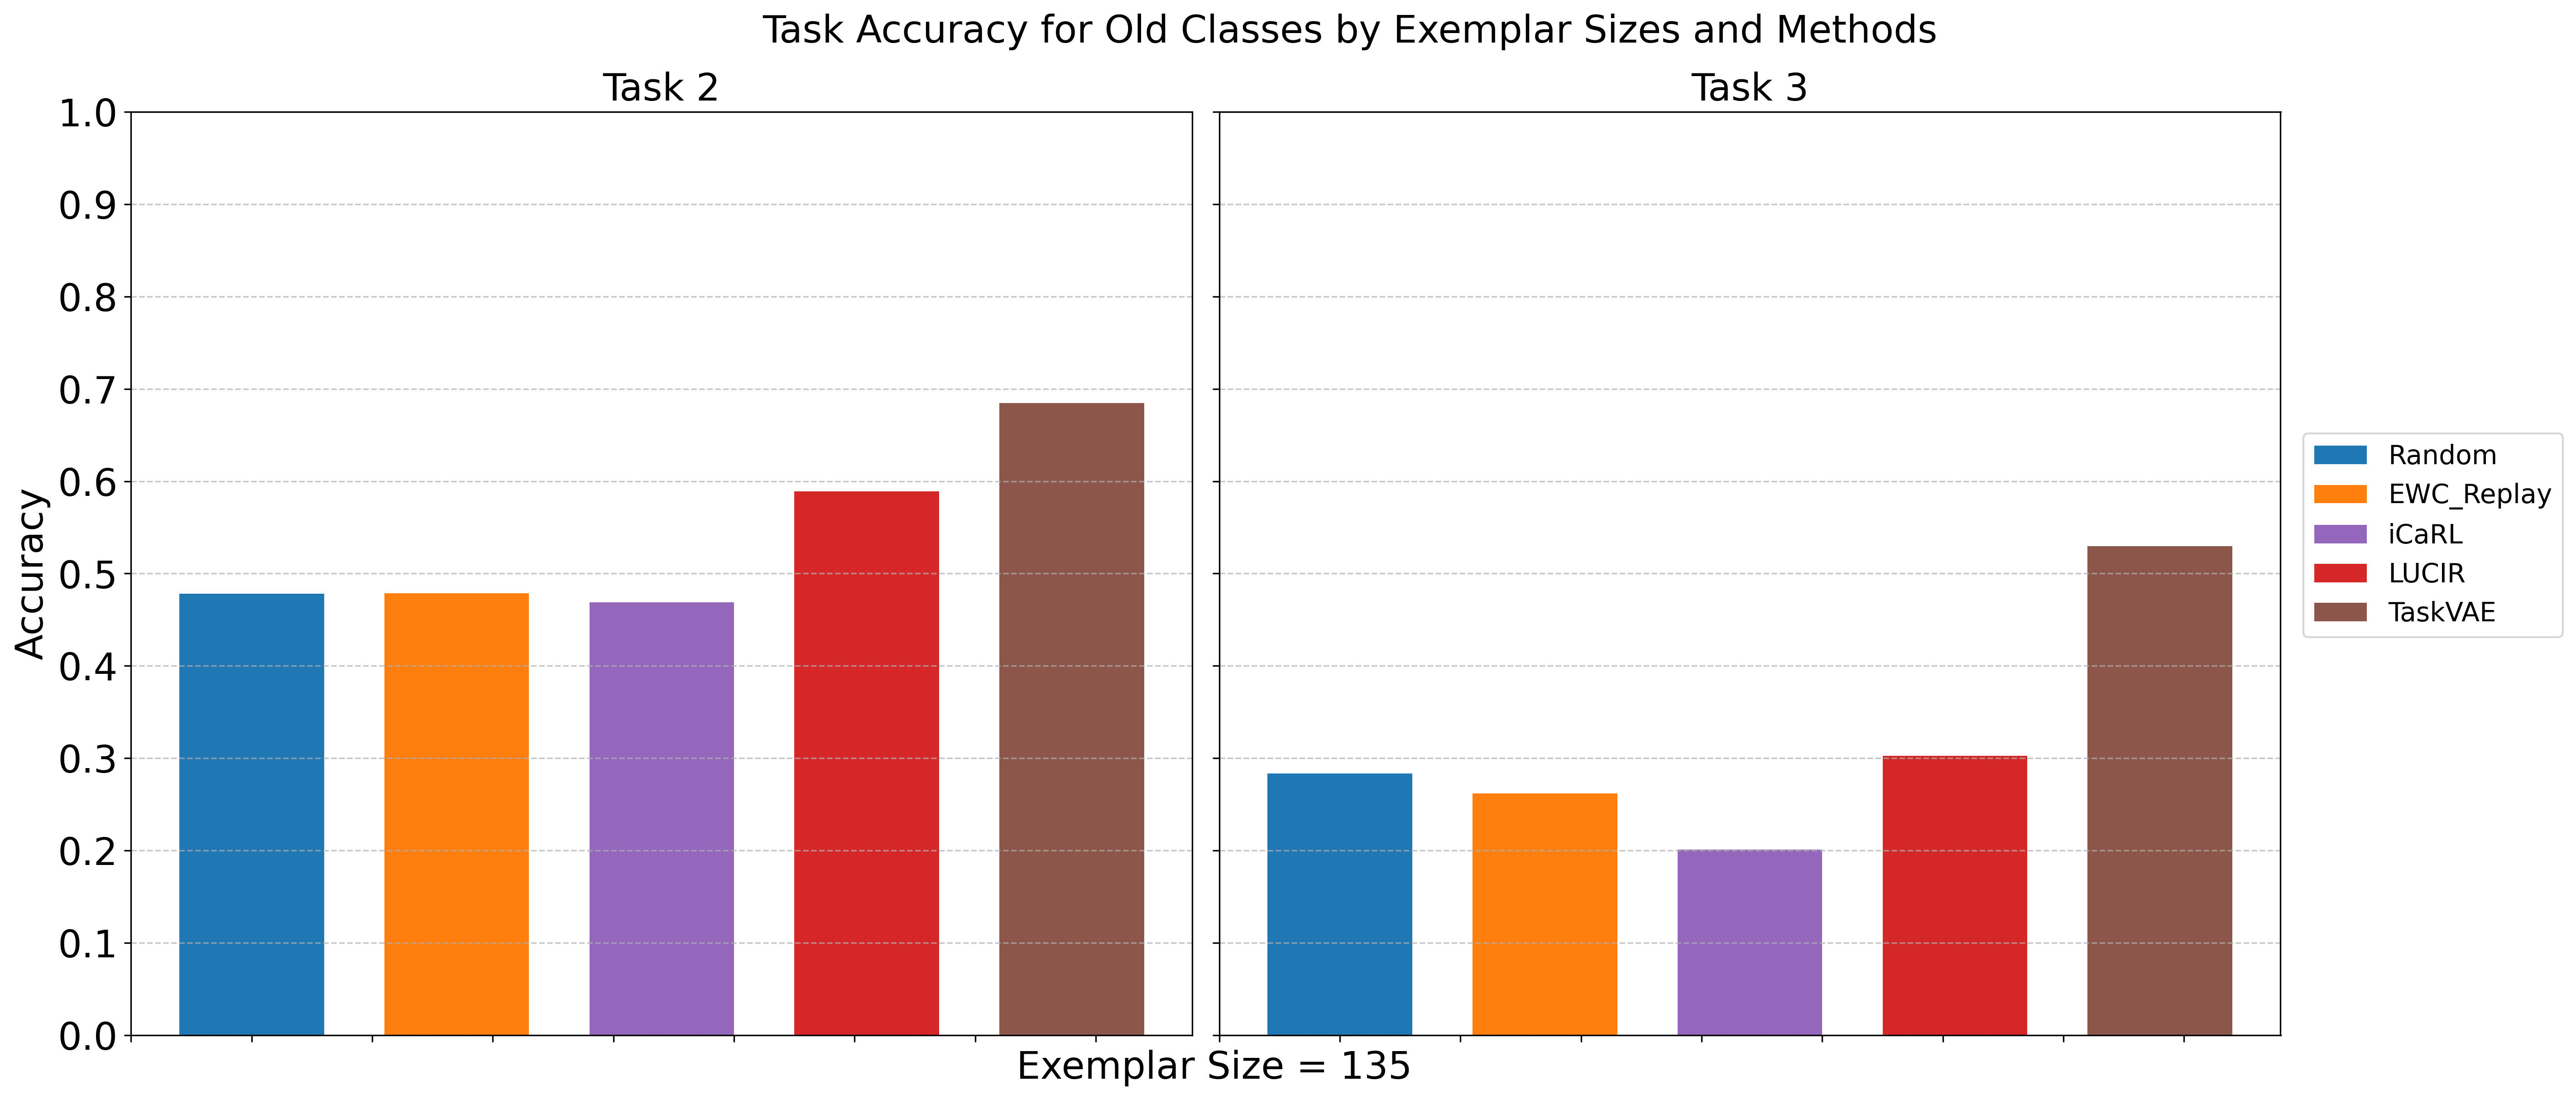 Task Accuracy for Old Classes by Exemplar Sizes and Methods
Task 2
Task 3
1.0
0.9
0.8
0.7
0.6
0.5
0.4
0.3
0.2
0.1
0.0
Accuracy
Exemplar Size = 135
Random
EWC_Replay
iCaRL
LUCIR
TaskVAE